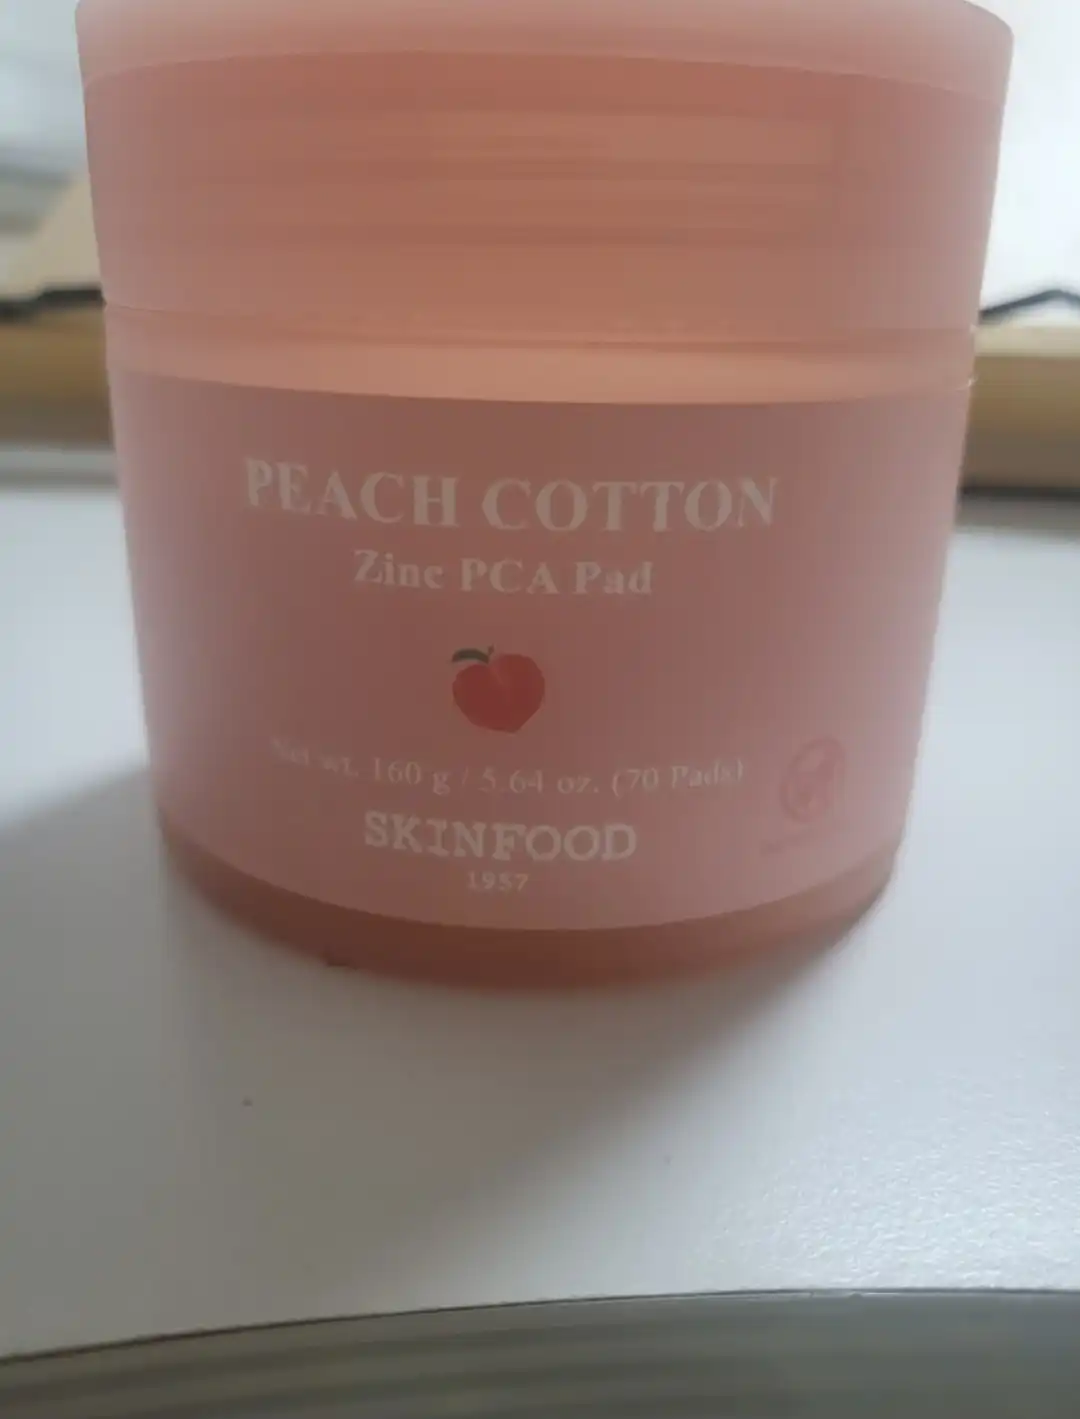 PEACH COTTON
Zinc PCA Pad
Net wt. 160 g / 5.64 oz. (70 Pads)
SKINFOOD
1957